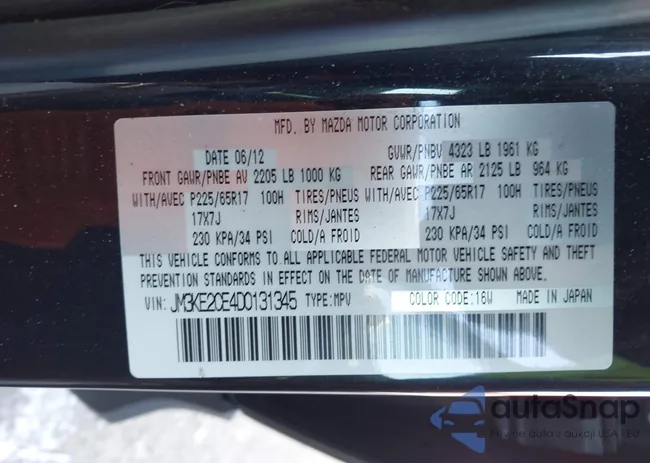 MFD. BY MAZDA MOTOR CORPORATION
DATE 06/12 GVWR/PNBV 4323 LB 1961 KG
FRONT GAWR/PNBE AV 2205 LB 1000 KG REAR GAWR/PNBE AR 2125 LB 964 KG
WITH/AVEC P225/65R17 100H TIRES/PNEUS WITH/AVEC P225/65R17 100H TIRES/PNEUS
17X7J RIMS/JANTES 17X7J RIMS/JANTES
230 KPA/34 PSI COLD/A FROID 230 KPA/34 PSI COLD/A FROID
THIS VEHICLE CONFORMS TO ALL APPLICABLE FEDERAL MOTOR VEHICLE SAFETY AND THEFT
PREVENTION STANDARDS IN EFFECT ON THE DATE OF MANUFACTURE SHOWN ABOVE.
VIN: JM3KE2CE4D0131345 TYPE:MPV COLOR CODE:16W MADE IN JAPAN
autoSnap
Pewne auta z aukcji USA i EU